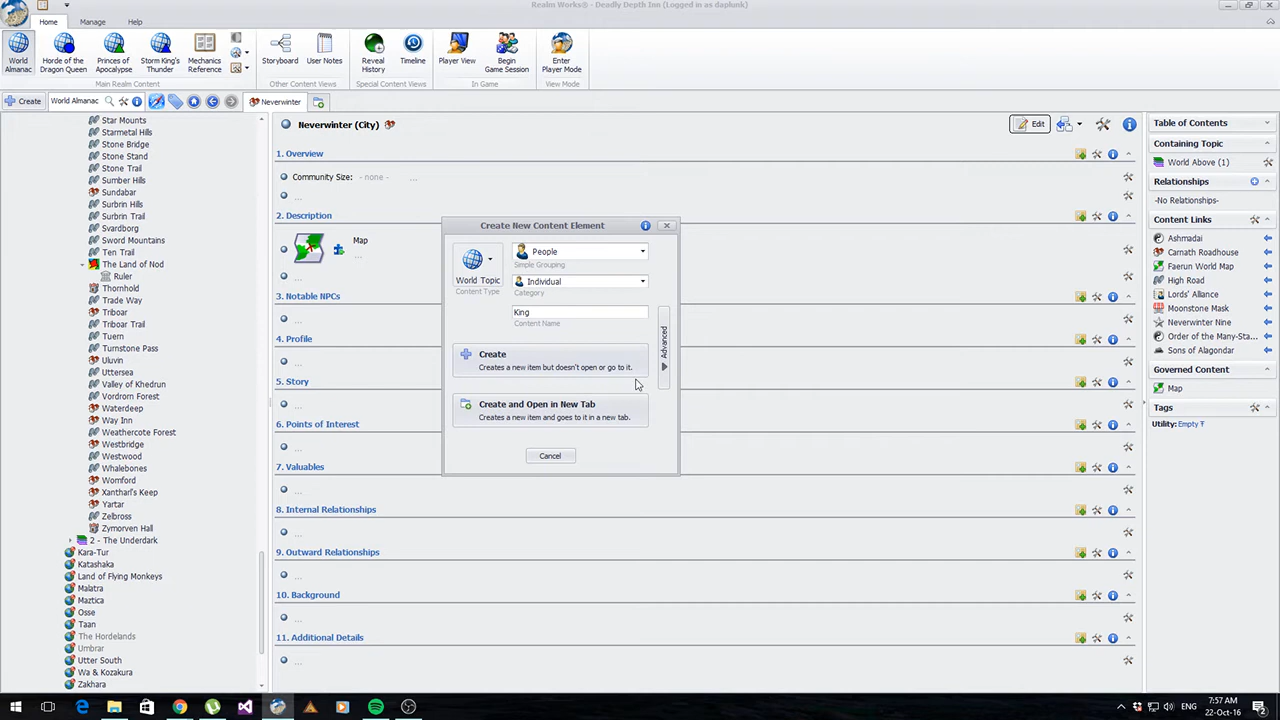 Realm Works® - Deadly Depth Inn (Logged in as daplunk)
Home
Manage
Help
World Almanac
Horde of the Dragon Queen
Princes of Apocalypse
Storm King's Thunder
Mechanics Reference
Storyboard
User Notes
Reveal History
Timeline
Player View
Begin Game Session
Enter Player Mode
Main Realm Content
Other Content Views
Special Content Views
In Game
View Mode
Create
World Almanac
Neverwinter
Star Mounts
Starmetal Hills
Stone Bridge
Stone Stand
Stone Trail
Sumber Hills
Sundabar
Surbrin Hills
Surbrin Trail
Svardborg
Sword Mountains
Ten Trail
The Land of Nod
Ruler
Thornhold
Trade Way
Triboar
Triboar Trail
Tuern
Turnstone Pass
Uluvin
Uttersea
Valley of Khedrun
Waterdeep
Way Inn
Weathercote Forest
Westbridge
Westwood
Whalebones
Womford
Xantharl's Keep
Yartar
Zelbross
Zymorven Hall
2 - The Underdark
Kara-Tur
Katashaka
Land of Flying Monkeys
Malatra
Maztica
Osse
Taan
The Hordelands
Umbrar
Utter South
Wa & Kozakura
Zakhara
Neverwinter (City)
Edit
1. Overview
Community Size: - none - ...
...
2. Description
Map
...
...
3. Notable NPCs
...
4. Profile
...
5. Story
...
6. Points of Interest
...
7. Valuables
...
8. Internal Relationships
...
9. Outward Relationships
...
10. Background
...
11. Additional Details
...
Create New Content Element
World Topic
Content Type
People
Simple Grouping
Individual
Category
King
Content Name
Advanced
Create
Creates a new item but doesn't open or go to it.
Create and Open in New Tab
Creates a new item and goes to it in a new tab.
Cancel
Table of Contents
Containing Topic
World Above (1)
Relationships
-No Relationships-
Content Links
Ashmadai
Carnath Roadhouse
Faerun World Map
High Road
Lords' Alliance
Moonstone Mask
Neverwinter Nine
Order of the Many-Sta...
Sons of Alagondar
Governed Content
Map
Tags
Utility: Empty
7:57 AM
22-Oct-16